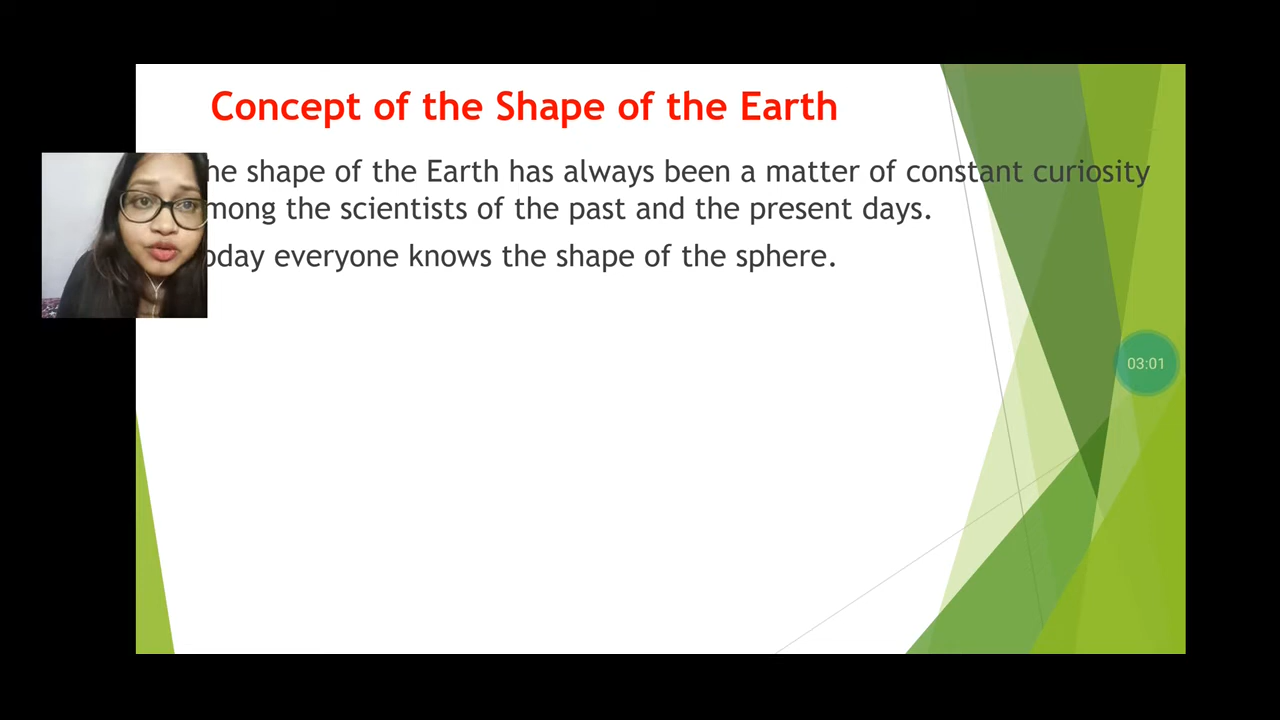 Concept of the Shape of the Earth
he shape of the Earth has always been a matter of constant curiosity
mong the scientists of the past and the present days.
oday everyone knows the shape of the sphere.
03:01